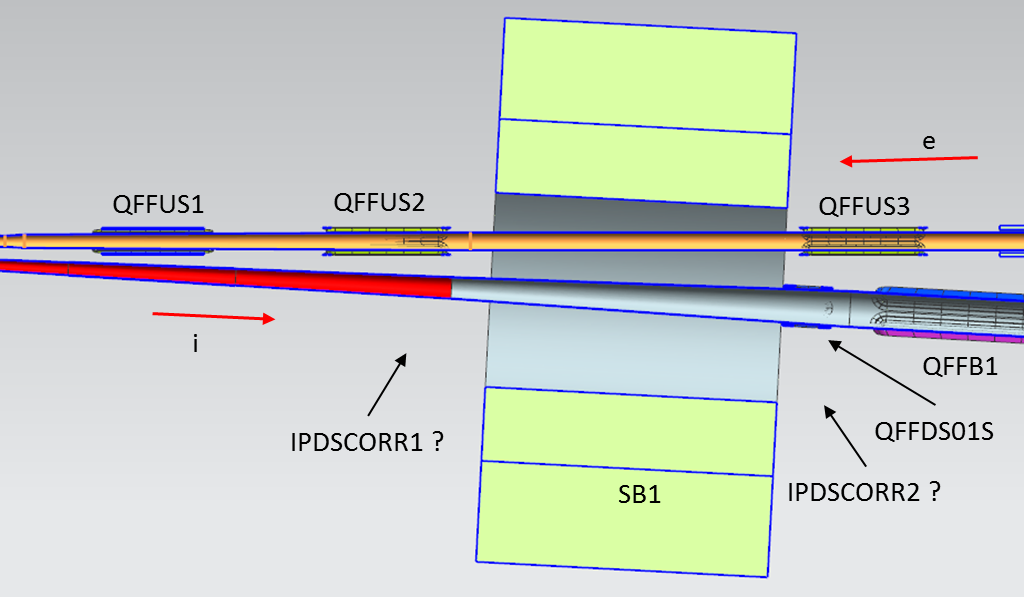 e
QFFUS1
QFFUS2
QFFUS3
i
QFFB1
IPDSCORR1 ?
QFFDS01S
SB1
IPDSCORR2 ?